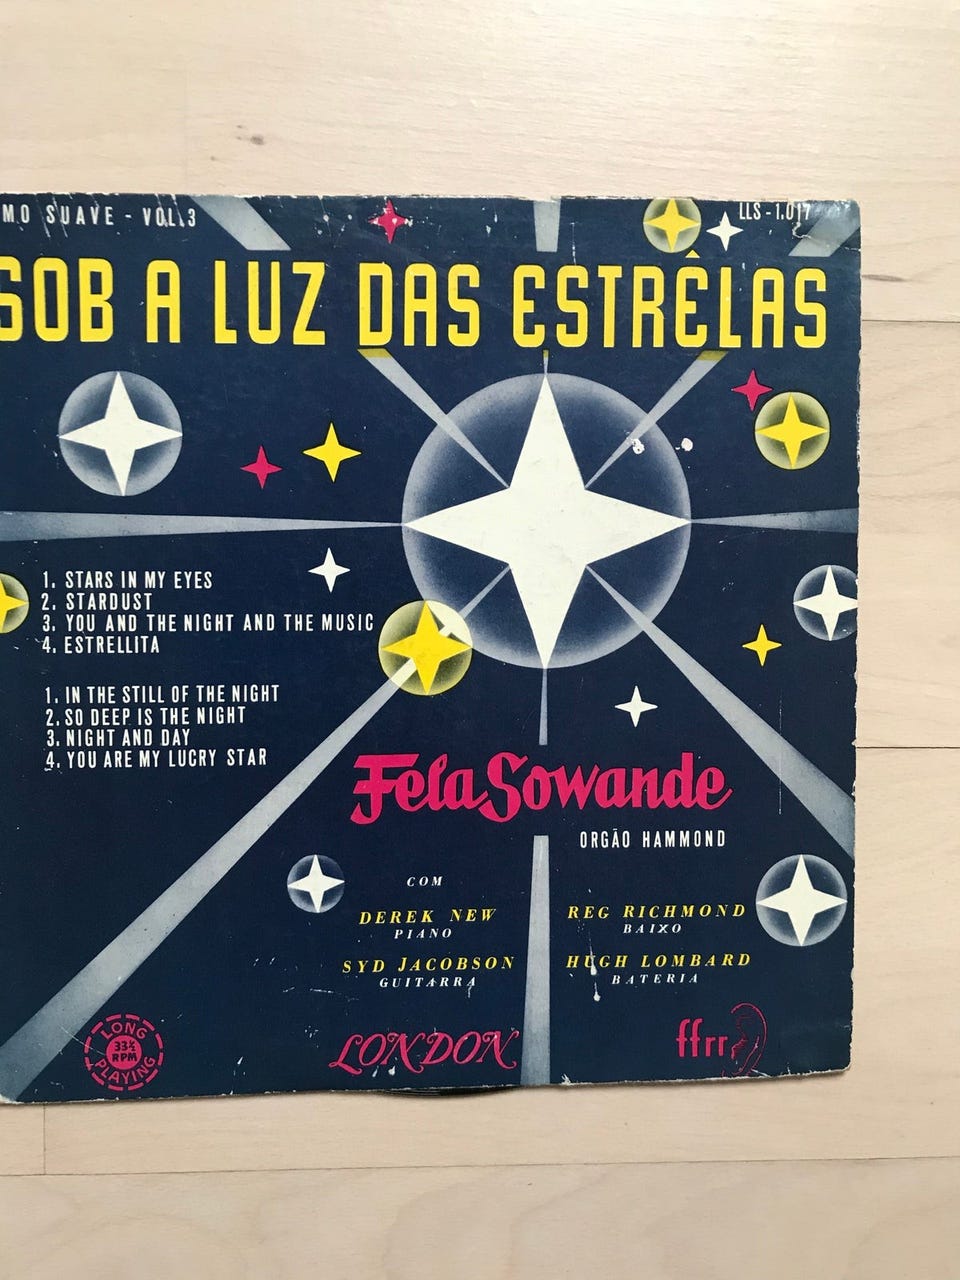 MO SUAVE - VOL.3
LLS - 1.017
SOB A LUZ DAS ESTRÊLAS
1. STARS IN MY EYES
2. STARDUST
3. YOU AND THE NIGHT AND THE MUSIC
4. ESTRELLITA
1. IN THE STILL OF THE NIGHT
2. SO DEEP IS THE NIGHT
3. NIGHT AND DAY
4. YOU ARE MY LUCRY STAR
Fela Sowande
ORGÃO HAMMOND
COM
DEREK NEW
PIANO
REG RICHMOND
BAIXO
SYD JACOBSON
GUITARRA
HUGH LOMBARD
BATERIA
LONG
33⅓
RPM
PLAYING
LONDON
ffrr